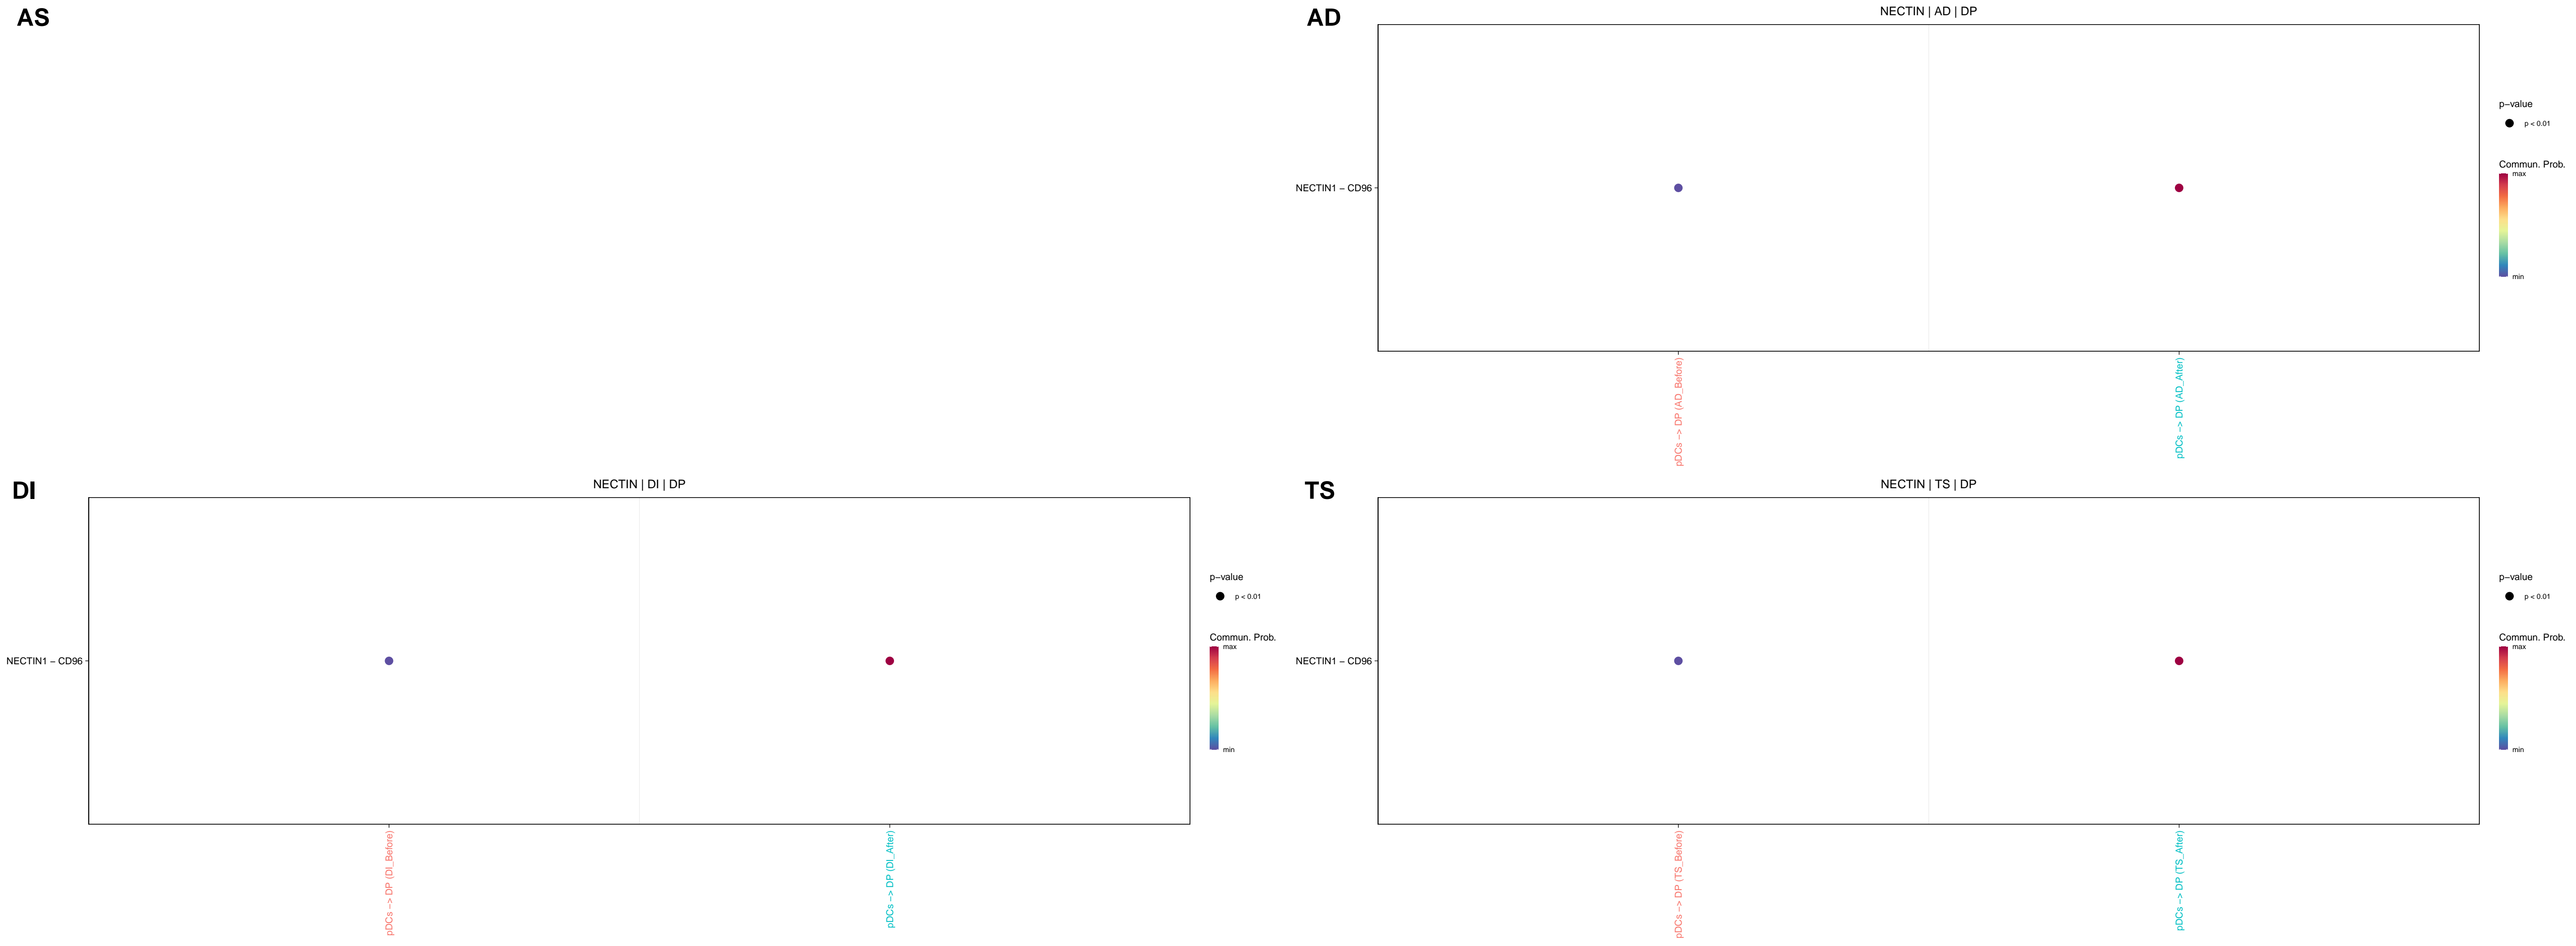 AS
AD
NECTIN | AD | DP
NECTIN1 − CD96
pDCs −> DP (AD_Before)
pDCs −> DP (AD_After)
p−value
p < 0.01
Commun. Prob.
max
min
DI
NECTIN | DI | DP
NECTIN1 − CD96
pDCs −> DP (DI_Before)
pDCs −> DP (DI_After)
p−value
p < 0.01
Commun. Prob.
max
min
TS
NECTIN | TS | DP
NECTIN1 − CD96
pDCs −> DP (TS_Before)
pDCs −> DP (TS_After)
p−value
p < 0.01
Commun. Prob.
max
min